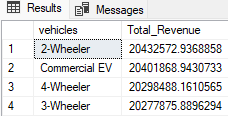 Results Messages
vehicles Total_Revenue
1 2-Wheeler 20432572.9368858
2 Commercial EV 20401868.9430733
3 4-Wheeler 20298488.1610565
4 3-Wheeler 20277875.8896294